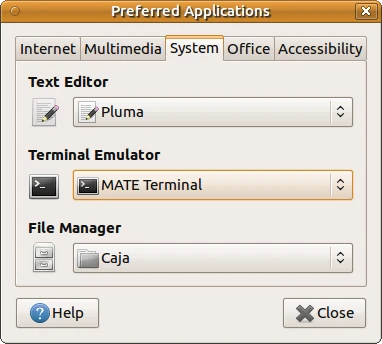 Preferred Applications
Internet Multimedia System Office Accessibility
Text Editor
Pluma
Terminal Emulator
MATE Terminal
File Manager
Caja
Help Close